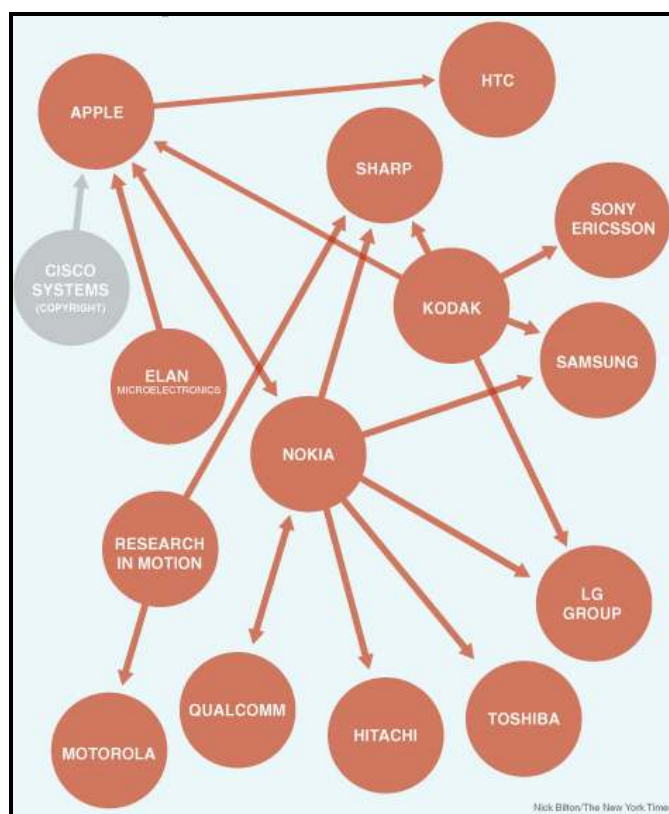 APPLE
HTC
SHARP
SONY
ERICSSON
CISCO
SYSTEMS
(COPYRIGHT)
KODAK
SAMSUNG
ELAN
MICROELECTRONICS
NOKIA
RESEARCH
IN MOTION
LG
GROUP
QUALCOMM
TOSHIBA
HITACHI
MOTOROLA
Nick Bilton/The New York Time